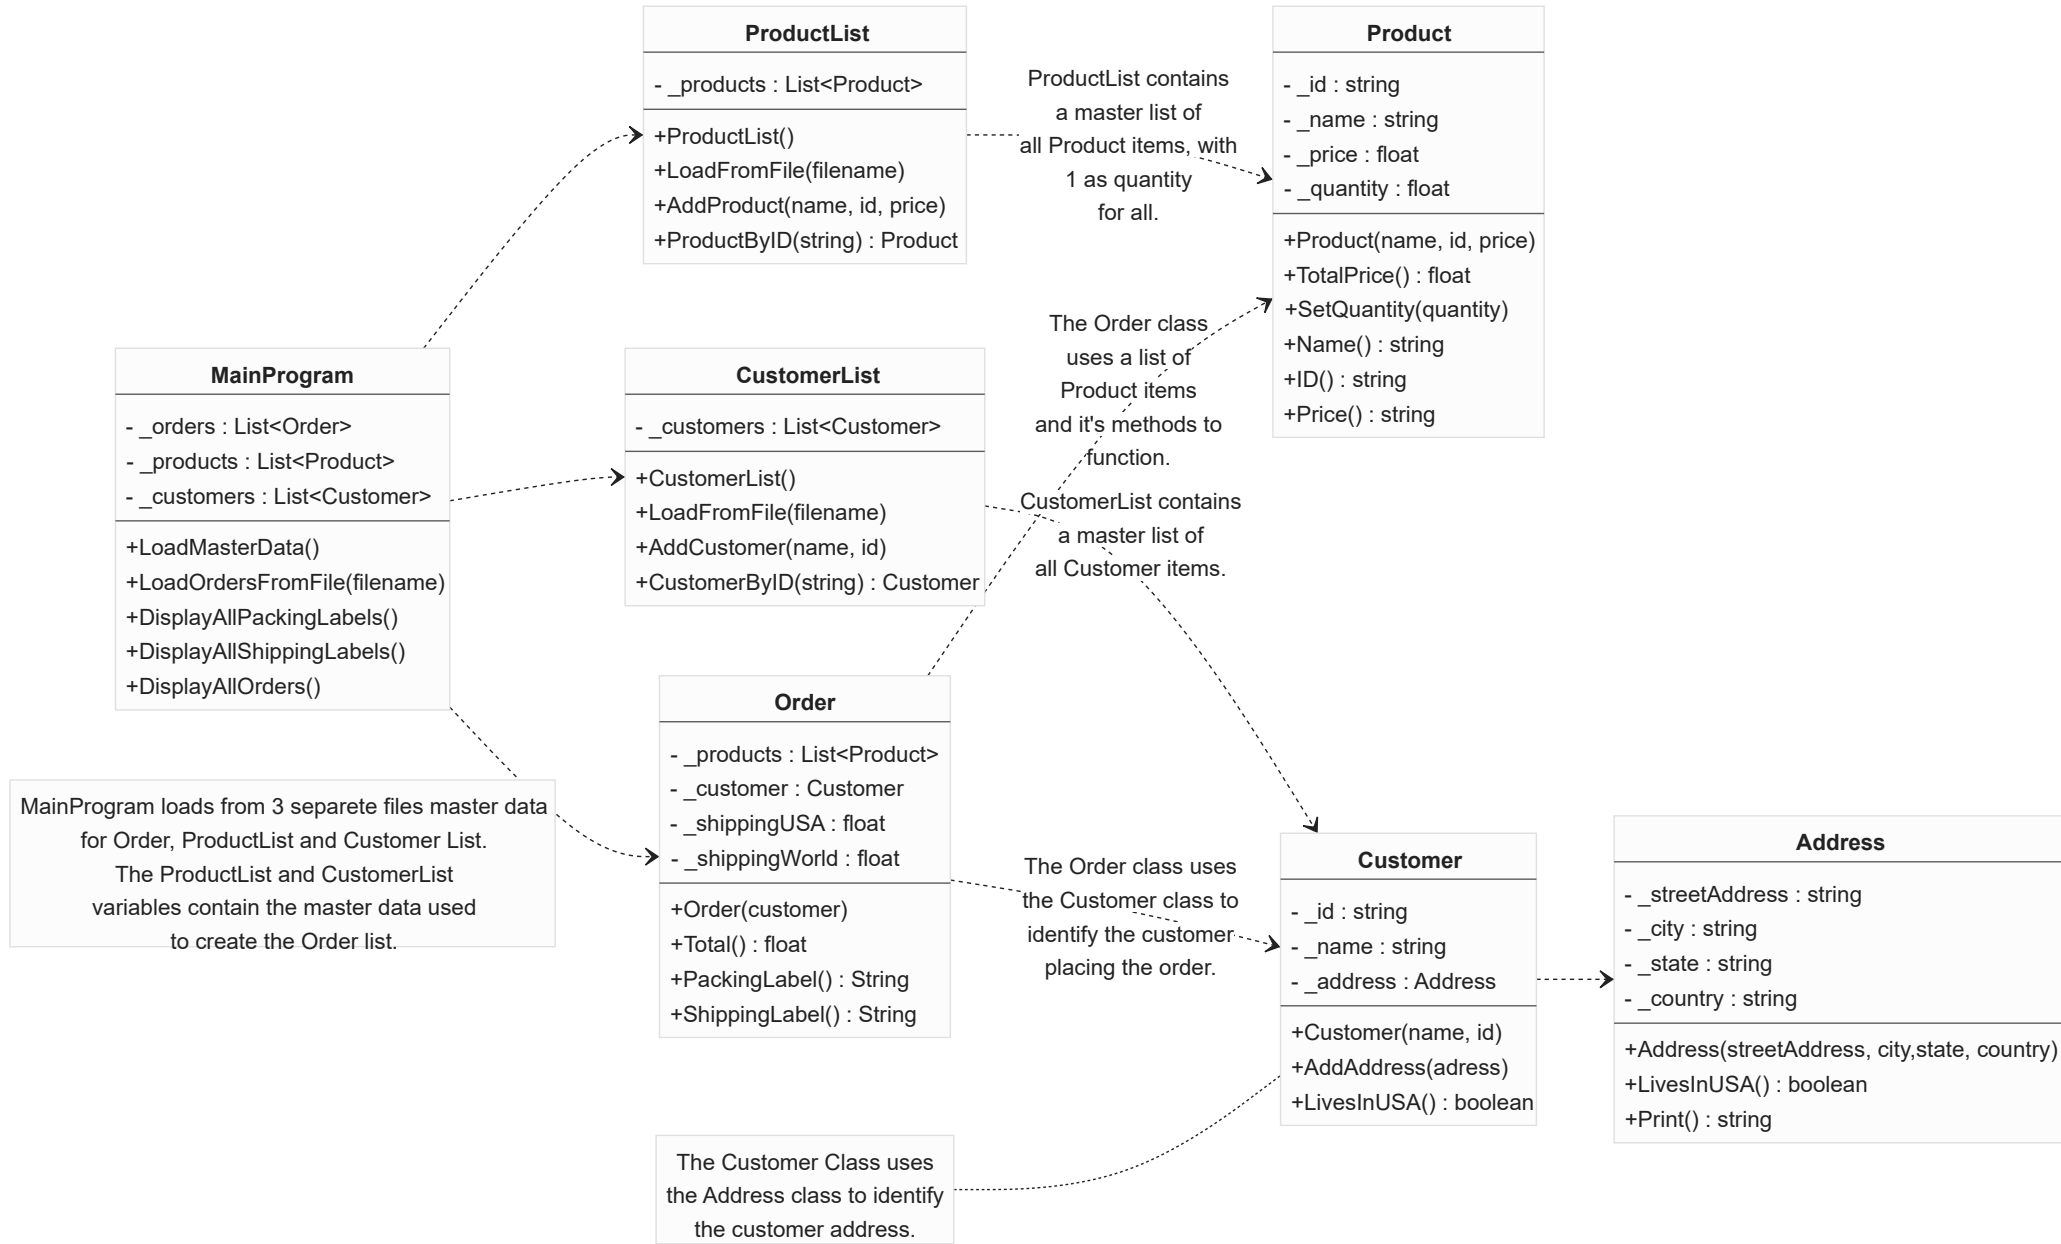 ProductList
- _products : List<Product>
+ProductList()
+LoadFromFile(filename)
+AddProduct(name, id, price)
+ProductByID(string) : Product
ProductList contains
a master list of
all Product items, with
1 as quantity
for all.
Product
- _id : string
- _name : string
- _price : float
- _quantity : float
+Product(name, id, price)
+TotalPrice() : float
+SetQuantity(quantity)
+Name() : string
+ID() : string
+Price() : string
MainProgram
- _orders : List<Order>
- _products : List<Product>
- _customers : List<Customer>
+LoadMasterData()
+LoadOrdersFromFile(filename)
+DisplayAllPackingLabels()
+DisplayAllShippingLabels()
+DisplayAllOrders()
CustomerList
- _customers : List<Customer>
+CustomerList()
+LoadFromFile(filename)
+AddCustomer(name, id)
+CustomerByID(string) : Customer
The Order class
uses a list of
Product items
and it's methods to
function.
CustomerList contains
a master list of
all Customer items.
MainProgram loads from 3 separete files master data
for Order, ProductList and Customer List.
The ProductList and CustomerList
variables contain the master data used
to create the Order list.
Order
- _products : List<Product>
- _customer : Customer
- _shippingUSA : float
- _shippingWorld : float
+Order(customer)
+Total() : float
+PackingLabel() : String
+ShippingLabel() : String
The Order class uses
the Customer class to
identify the customer
placing the order.
Customer
- _id : string
- _name : string
- _address : Address
+Customer(name, id)
+AddAddress(adress)
+LivesInUSA() : boolean
Address
- _streetAddress : string
- _city : string
- _state : string
- _country : string
+Address(streetAddress, city,state, country)
+LivesInUSA() : boolean
+Print() : string
The Customer Class uses
the Address class to identify
the customer address.